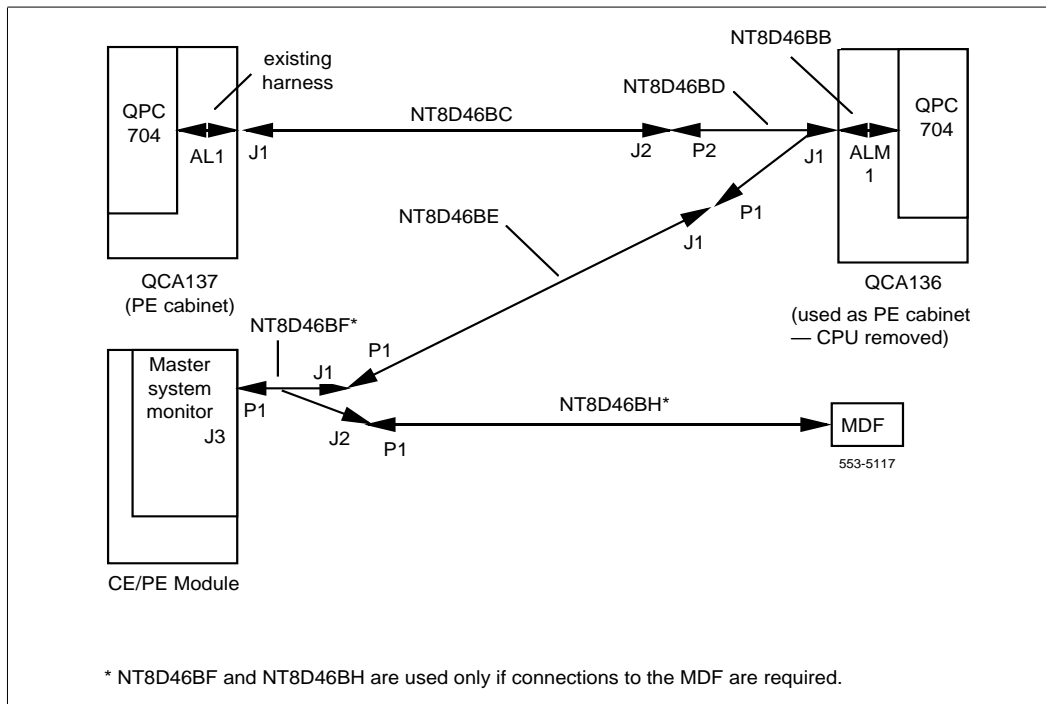 NT8D46BB
existing
harness
NT8D46BD
QPC
704
NT8D46BC
QPC
704
AL1
J1
J2
P2
J1
ALM
1
NT8D46BE
P1
J1
QCA137
(PE cabinet)
QCA136
(used as PE cabinet
— CPU removed)
NT8D46BF*
P1
Master
system
monitor
J3
J1
P1
NT8D46BH*
J2
P1
MDF
553-5117
CE/PE Module
* NT8D46BF and NT8D46BH are used only if connections to the MDF are required.